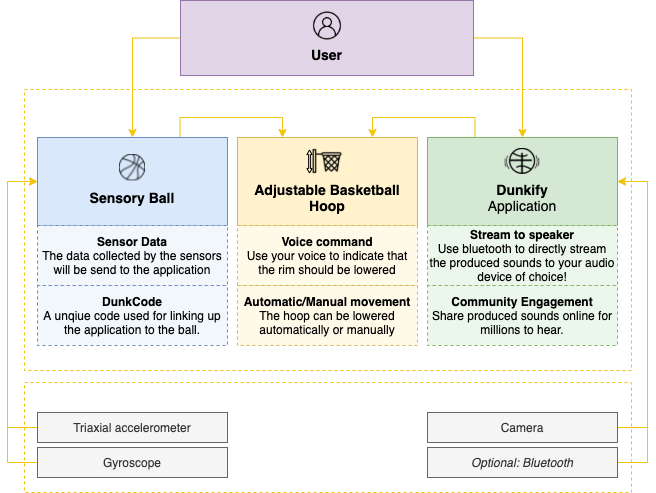 User
Sensory Ball
Adjustable Basketball
Hoop
Dunkify
Application
Sensor Data
The data collected by the sensors
will be send to the application
DunkCode
A unqiue code used for linking up
the application to the ball.
Voice command
Use your voice to indicate that
the rim should be lowered
Automatic/Manual movement
The hoop can be lowered
automatically or manually
Stream to speaker
Use bluetooth to directly stream
the produced sounds to your audio
device of choice!
Community Engagement
Share produced sounds online for
millions to hear.
Triaxial accelerometer
Gyroscope
Camera
Optional: Bluetooth